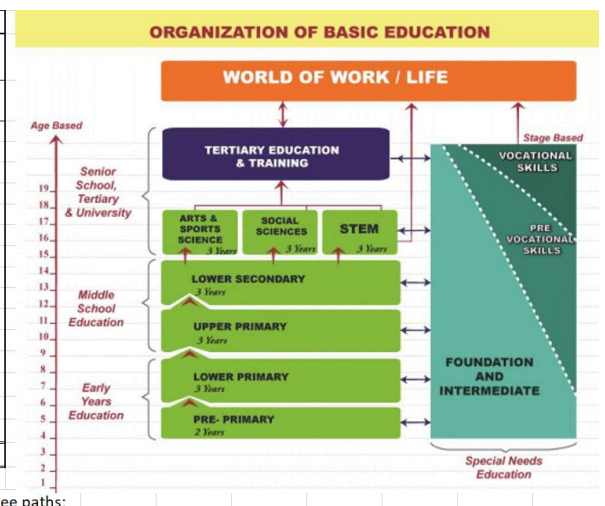 ORGANIZATION OF BASIC EDUCATION
WORLD OF WORK / LIFE
Age Based
Stage Based
TERTIARY EDUCATION
& TRAINING
VOCATIONAL
SKILLS
Senior
School,
Tertiary
& University
19
18
17
16
15
14
13
12
11
10
9
8
7
6
5
4
3
2
1
ARTS &
SPORTS
SCIENCE
3 Years
SOCIAL
SCIENCES
3 Years
STEM
3 Years
PRE
VOCATIONAL
SKILLS
Middle
School
Education
LOWER SECONDARY
3 Years
UPPER PRIMARY
3 Years
Early
Years
Education
LOWER PRIMARY
3 Years
PRE- PRIMARY
2 Years
FOUNDATION
AND
INTERMEDIATE
Special Needs
Education
ee paths: